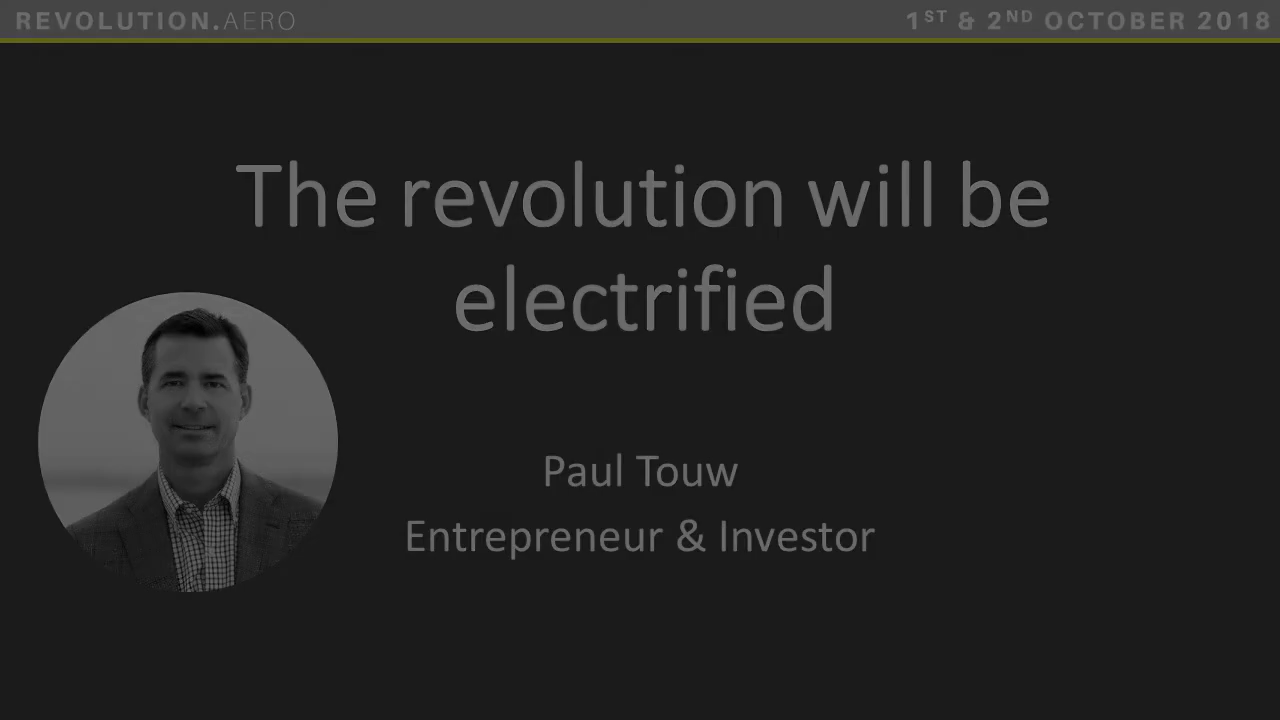 REVOLUTION.AERO
1ST & 2ND OCTOBER 2018
The revolution will be
electrified
Paul Touw
Entrepreneur & Investor